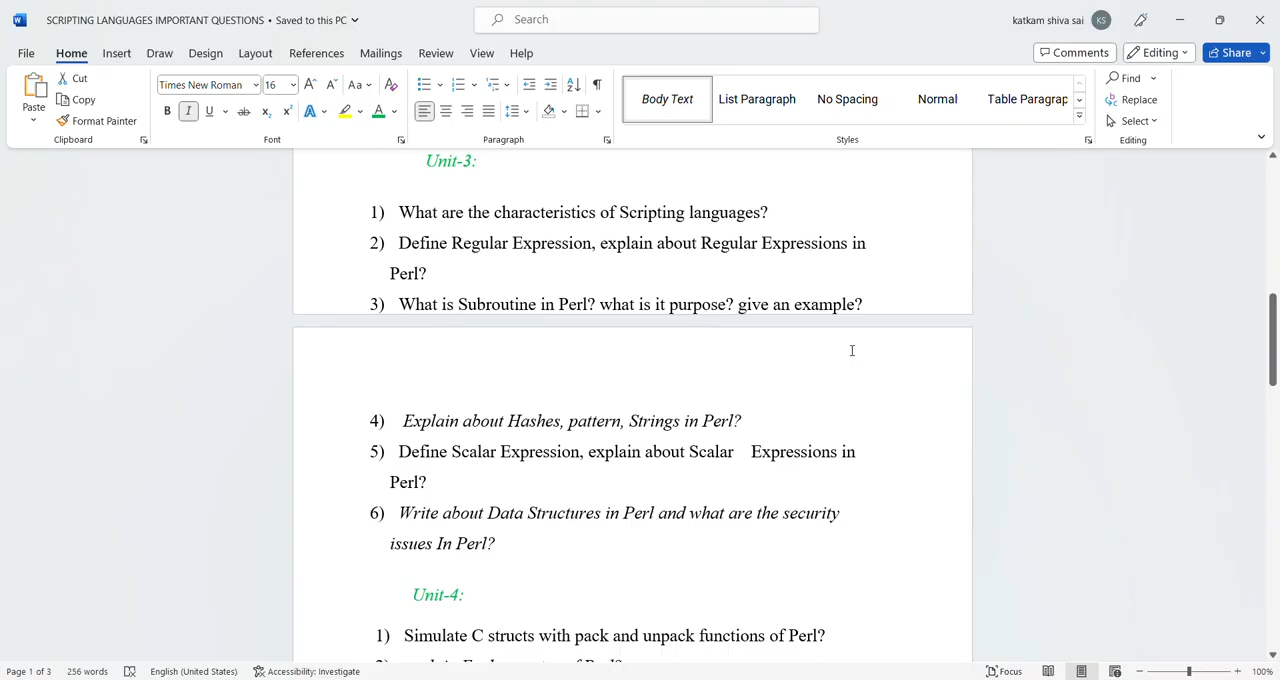 SCRIPTING LANGUAGES IMPORTANT QUESTIONS • Saved to this PC
Search
katkam shiva sai KS
File Home Insert Draw Design Layout References Mailings Review View Help
Comments Editing Share
Paste Cut Copy Format Painter
Times New Roman 16
Body Text List Paragraph No Spacing Normal Table Paragrap
Find Replace Select
Clipboard Font Paragraph Styles Editing
Unit-3:
1) What are the characteristics of Scripting languages?
2) Define Regular Expression, explain about Regular Expressions in
Perl?
3) What is Subroutine in Perl? what is it purpose? give an example?
4) Explain about Hashes, pattern, Strings in Perl?
5) Define Scalar Expression, explain about Scalar Expressions in
Perl?
6) Write about Data Structures in Perl and what are the security
issues In Perl?
Unit-4:
1) Simulate C structs with pack and unpack functions of Perl?
Page 1 of 3 256 words English (United States) Accessibility: Investigate Focus 100%